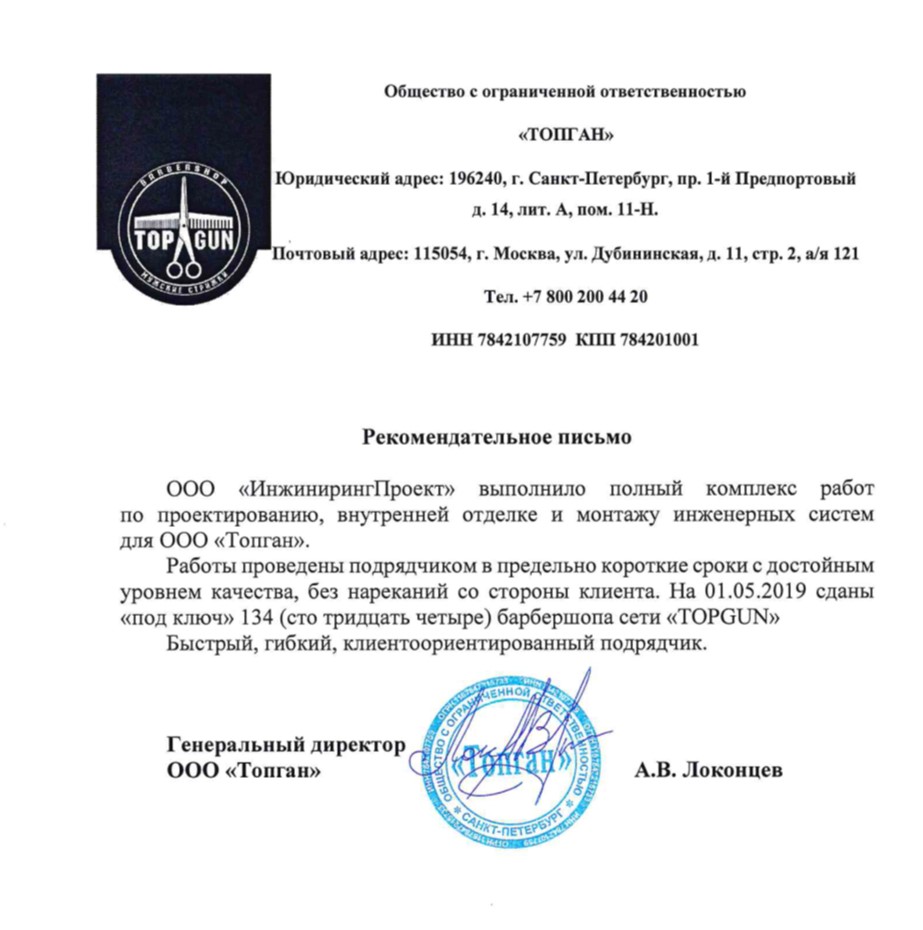 Общество с ограниченной ответственностью
«ТОПГАН»
Юридический адрес: 196240, г. Санкт-Петербург, пр. 1-й Предпортовый
д. 14, лит. А, пом. 11-Н.
Почтовый адрес: 115054, г. Москва, ул. Дубининская, д. 11, стр. 2, а/я 121
Тел. +7 800 200 44 20
ИНН 7842107759 КПП 784201001
BARBERSHOP
TOP GUN
МУЖСКИЕ СТРИЖКИ
Рекомендательное письмо
ООО «ИнжинирингПроект» выполнило полный комплекс работ
по проектированию, внутренней отделке и монтажу инженерных систем
для ООО «Топган».
Работы проведены подрядчиком в предельно короткие сроки с достойным
уровнем качества, без нареканий со стороны клиента. На 01.05.2019 сданы
«под ключ» 134 (сто тридцать четыре) барбершопа сети «TOPGUN»
Быстрый, гибкий, клиентоориентированный подрядчик.
Генеральный директор
ООО «Топган»
А.В. Локонцев
ОБЩЕСТВО С ОГРАНИЧЕННОЙ ОТВЕТСТВЕННОСТЬЮ
«Топган»
САНКТ-ПЕТЕРБУРГ